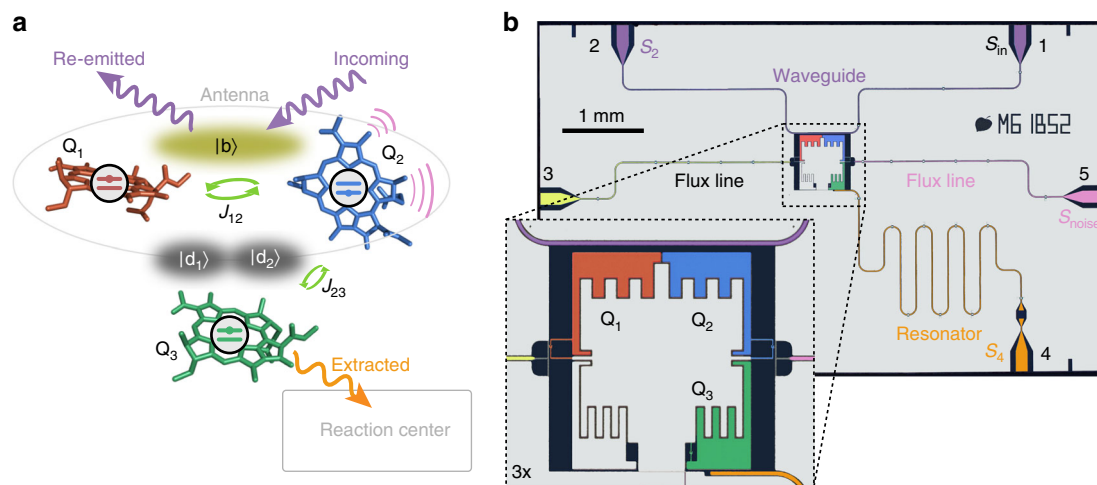 a
Re-emitted
Incoming
Antenna
|b⟩
Q1
Q2
J12
|d1⟩
|d2⟩
J23
Q3
Extracted
Reaction center
b
2
S2
Sin
1
Waveguide
1 mm
MG 1852
3
Flux line
Flux line
5
Snoise
Q1
Q2
Q3
Resonator
S4
4
3x